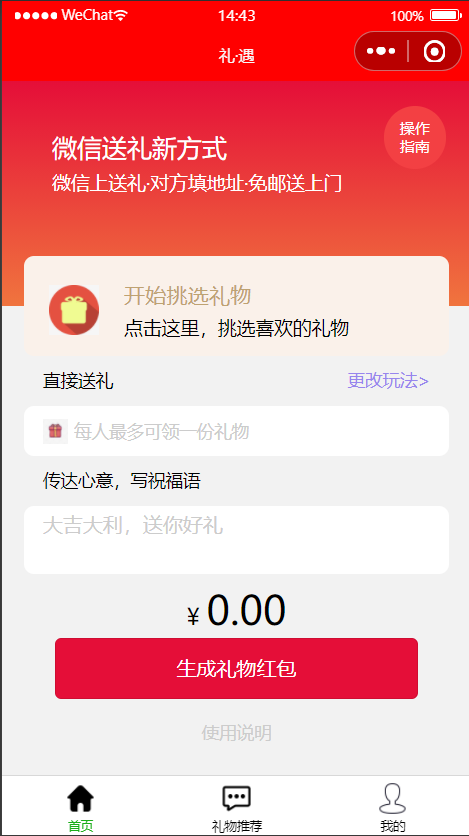 WeChat 14:43 100%
礼·遇
操作
指南
微信送礼新方式
微信上送礼·对方填地址·免邮送上门
开始挑选礼物
点击这里，挑选喜欢的礼物
直接送礼 更改玩法>
每人最多可领一份礼物
传达心意，写祝福语
大吉大利，送你好礼
¥ 0.00
生成礼物红包
使用说明
首页 礼物推荐 我的